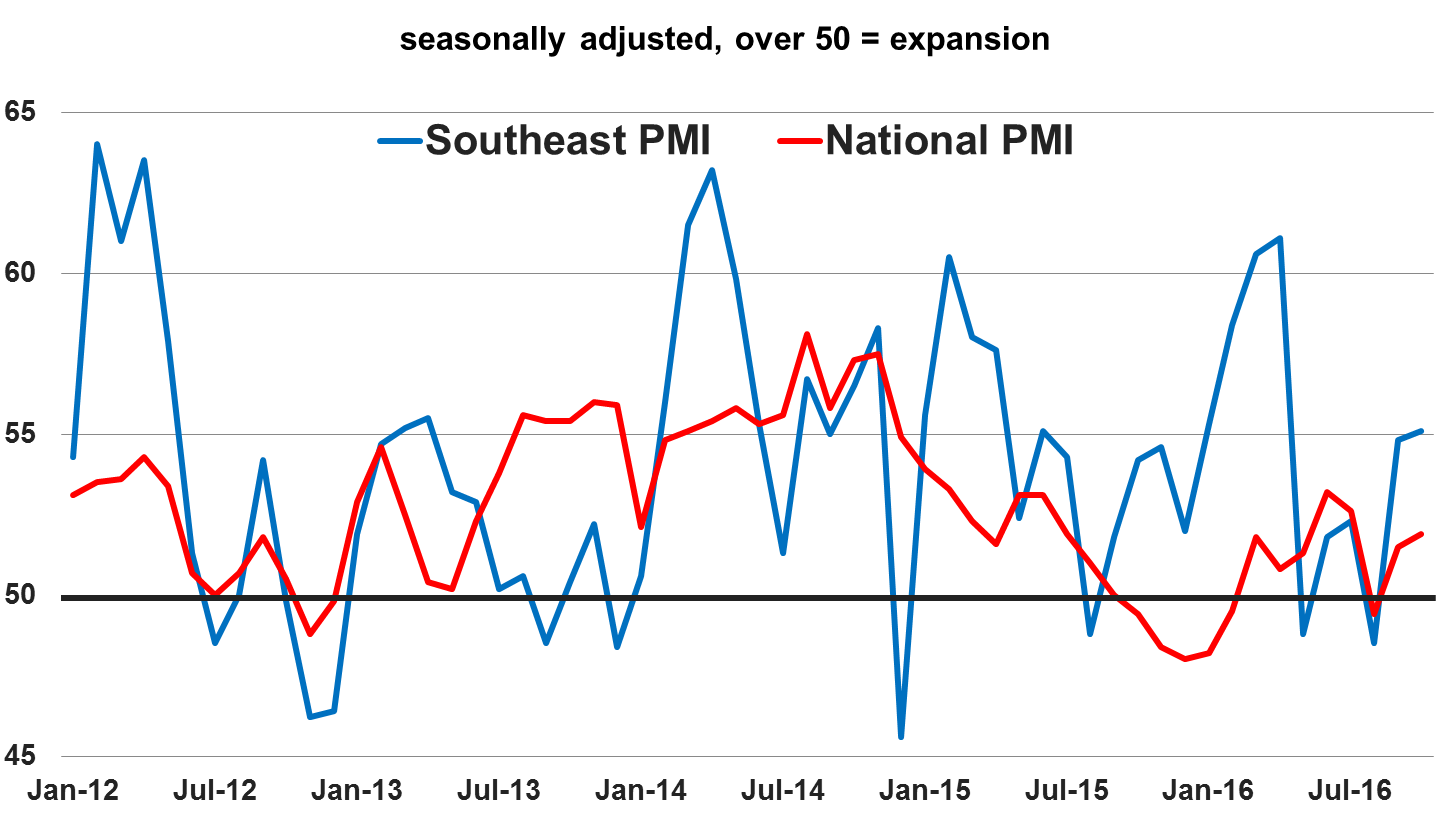 seasonally adjusted, over 50 = expansion
65
Southeast PMI National PMI
60
55
50
45
Jan-12 Jul-12 Jan-13 Jul-13 Jan-14 Jul-14 Jan-15 Jul-15 Jan-16 Jul-16